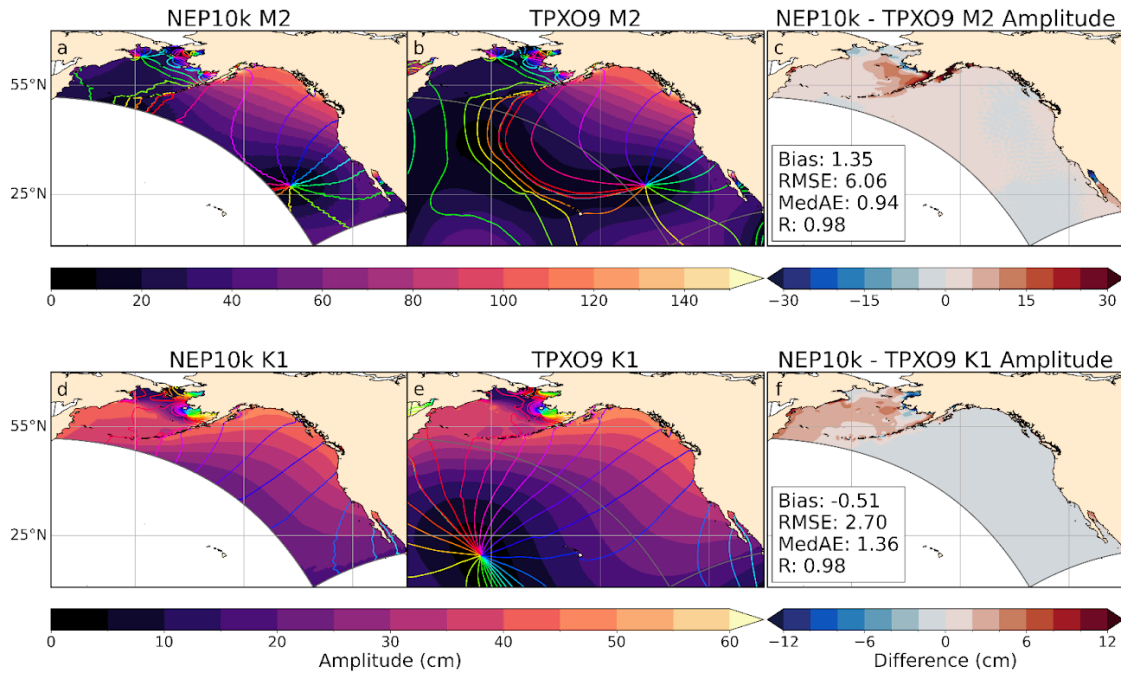 NEP10k M2
TPXO9 M2
NEP10k - TPXO9 M2 Amplitude
a
b
c
55°N
25°N
Bias: 1.35
RMSE: 6.06
MedAE: 0.94
R: 0.98
0 20 40 60 80 100 120 140
−30 −15 0 15 30
NEP10k K1
TPXO9 K1
NEP10k - TPXO9 K1 Amplitude
d
e
f
55°N
25°N
Bias: -0.51
RMSE: 2.70
MedAE: 1.36
R: 0.98
0 10 20 30 40 50 60
−12 −6 0 6 12
Amplitude (cm)
Difference (cm)